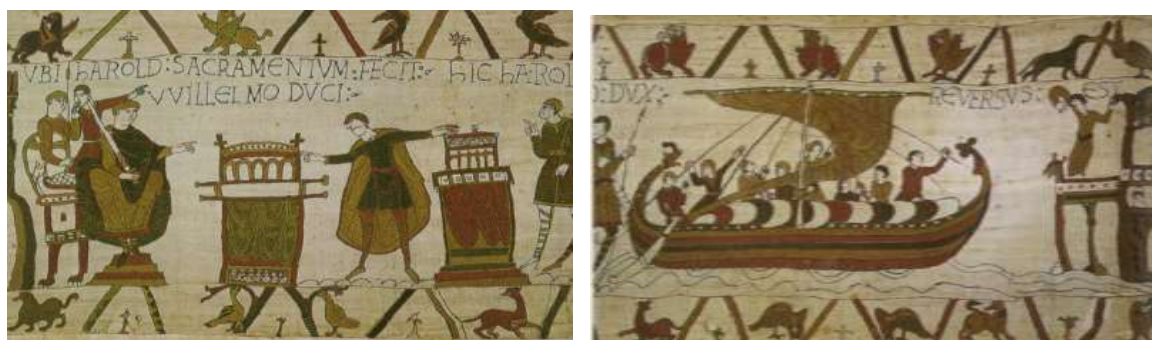 VBI hAROLD : SACRAMENTVM : FECIT :
VVILLELMO DVCI :
hIC hAROL
: DVX :
REVERSVS : EST